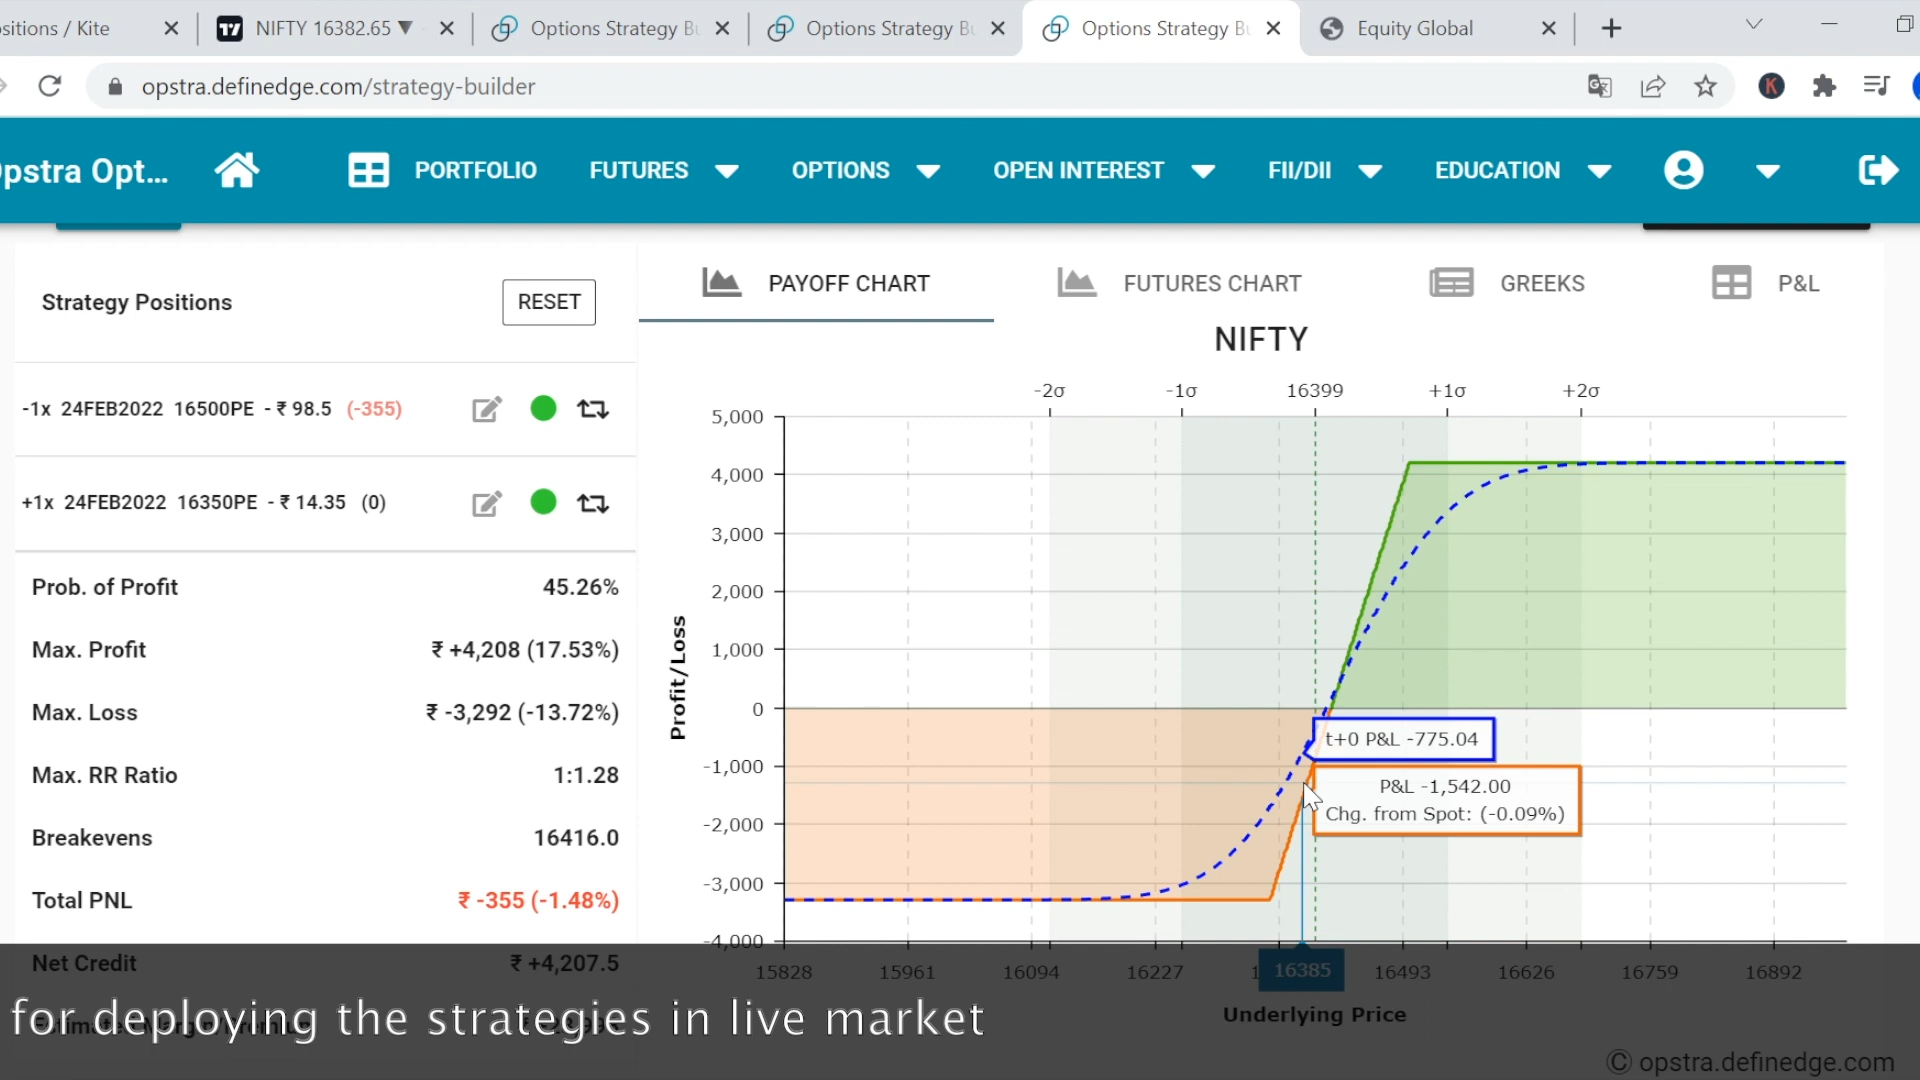 sitions / Kite
NIFTY 16382.65 ▼
Options Strategy Bu
Options Strategy Bu
Options Strategy Bu
Equity Global
opstra.definedge.com/strategy-builder
pstra Opt...
PORTFOLIO
FUTURES
OPTIONS
OPEN INTEREST
FII/DII
EDUCATION
Strategy Positions
RESET
-1x 24FEB2022 16500PE - ₹ 98.5 (-355)
+1x 24FEB2022 16350PE - ₹ 14.35 (0)
Prob. of Profit 45.26%
Max. Profit ₹ +4,208 (17.53%)
Max. Loss ₹ -3,292 (-13.72%)
Max. RR Ratio 1:1.28
Breakevens 16416.0
Total PNL ₹ -355 (-1.48%)
Net Credit ₹ +4,207.5
PAYOFF CHART
FUTURES CHART
GREEKS
P&L
NIFTY
-2σ -1σ 16399 +1σ +2σ
5,000
4,000
3,000
2,000
1,000
0
-1,000
-2,000
-3,000
-4,000
Profit/Loss
t+0 P&L -775.04
P&L -1,542.00
Chg. from Spot: (-0.09%)
15828 15961 16094 16227 1 16385 16493 16626 16759 16892
Underlying Price
for deploying the strategies in live market
© opstra.definedge.com